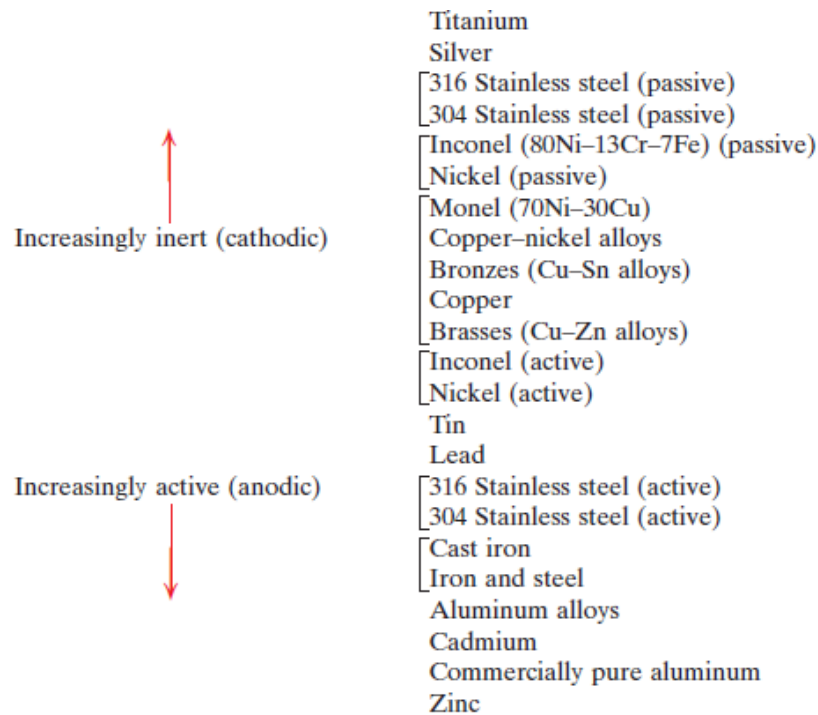 Titanium
Silver
316 Stainless steel (passive)
304 Stainless steel (passive)
Inconel (80Ni–13Cr–7Fe) (passive)
Nickel (passive)
Monel (70Ni–30Cu)
Increasingly inert (cathodic)
Copper–nickel alloys
Bronzes (Cu–Sn alloys)
Copper
Brasses (Cu–Zn alloys)
Inconel (active)
Nickel (active)
Tin
Lead
Increasingly active (anodic)
316 Stainless steel (active)
304 Stainless steel (active)
Cast iron
Iron and steel
Aluminum alloys
Cadmium
Commercially pure aluminum
Zinc